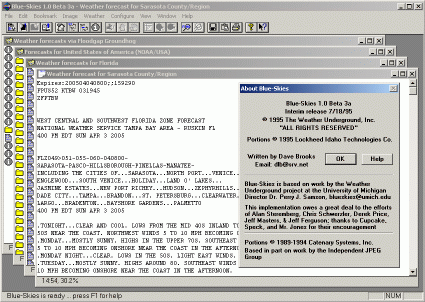 Blue-Skies 1.0 Beta 3a - Weather forecast for Sarasota County/Region
File Edit Bookmark Image Weather Configure View Window Help
Weather forecasts via Floodgap Groundhog
Forecasts for United States of America (NOAA/USA)
Weather forecasts for Florida
Weather forecast for Sarasota County/Region
Expires:200504040800;;159290
FPUS52 KTBW 031945
ZFPTBW
WEST CENTRAL AND SOUTHWEST FLORIDA ZONE FORECAST
NATIONAL WEATHER SERVICE TAMPA BAY AREA - RUSKIN FL
400 PM EDT SUN APR 3 2005
FLZ049>051-055-060-040800-
SARASOTA-PASCO-HILLSBOROUGH-PINELLAS-MANATEE-
INCLUDING THE CITIES OF...SARASOTA...NORTH PORT...VENICE...
ENGLEWOOD...SOUTH VENICE...HOLIDAY...LAND O' LAKES...
JASMINE ESTATES...NEW PORT RICHEY...HUDSON...ZEPHYRHILLS...
DADE CITY...TAMPA...BRANDON...ST. PETERSBURG...CLEARWATER...
LARGO...BRADENTON...BAYSHORE GARDENS...PALMETTO
400 PM EDT SUN APR 3 2005
.TONIGHT...CLEAR AND COOL. LOWS FROM THE MID 40S INLAND TO
50S NEAR THE COAST. NORTHWEST WINDS 5 TO 10 MPH BECOMING
.MONDAY...MOSTLY SUNNY. HIGHS IN THE UPPER 70S. SOUTHEAST
5 TO 10 MPH BECOMING ONSHORE NEAR THE COAST IN THE AFTERNOON.
.MONDAY NIGHT...CLEAR. LOWS IN THE 50S. LIGHT EAST WIND.
.TUESDAY...MOSTLY SUNNY. HIGHS AROUND 80. SOUTHEAST WINDS
10 MPH BECOMING ONSHORE NEAR THE COAST IN THE AFTERNOON.
About Blue-Skies
Blue-Skies 1.0 Beta 3a
Interim release 7/18/95
© 1995 The Weather Underground, Inc.
"ALL RIGHTS RESERVED"
Portions © 1995 Lockheed Idaho Technologies Co.
Written by Dave Brooks
Email: db@srv.net
OK
Help
Blue-Skies is based on work by the Weather
Underground project at the University of Michigan
Director Dr. Perry J. Samson, blueskies@umich.edu
This implementation owes a great deal to the efforts
of Alan Steremberg, Chris Schwerzler, Derek Price,
Jeff Masters, & Jeff Ferguson; thanks to Cupcake,
Speck, and Mr. Jones for their encouragement
Portions © 1989-1994 Catenary Systems, Inc.
Based in part on work by the Independent JPEG
Group
14:54, 30.2%
Blue-Skies is ready ... press F1 for help
NUM